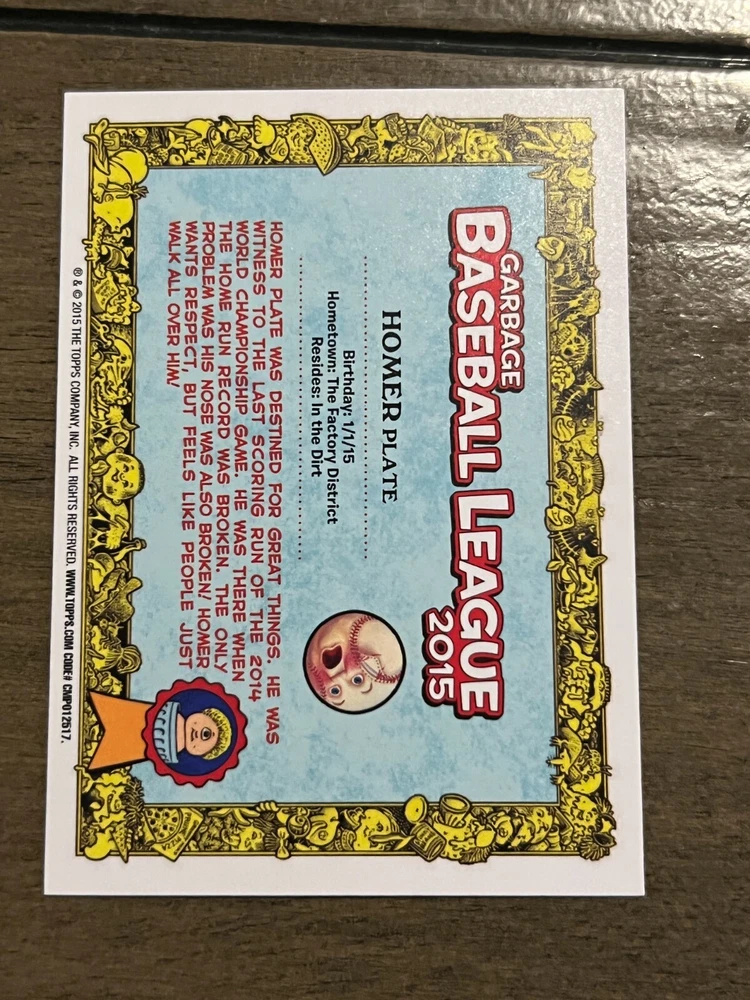 GARBAGE
BASEBALL LEAGUE
2015
HOMER PLATE
Birthday: 1/1/15
Hometown: The Factory District
Resides: In the Dirt
HOMER PLATE WAS DESTINED FOR GREAT THINGS. HE WAS
WITNESS TO THE LAST SCORING RUN OF THE 2014
WORLD CHAMPIONSHIP GAME. HE WAS THERE WHEN
THE HOME RUN RECORD WAS BROKEN. THE ONLY
PROBLEM WAS HIS NOSE WAS ALSO BROKEN! HOMER
WANTS RESPECT, BUT FEELS LIKE PEOPLE JUST
WALK ALL OVER HIM!
® & © 2015 THE TOPPS COMPANY, INC. ALL RIGHTS RESERVED. WWW.TOPPS.COM CODE# CMP012517.
PIZZA